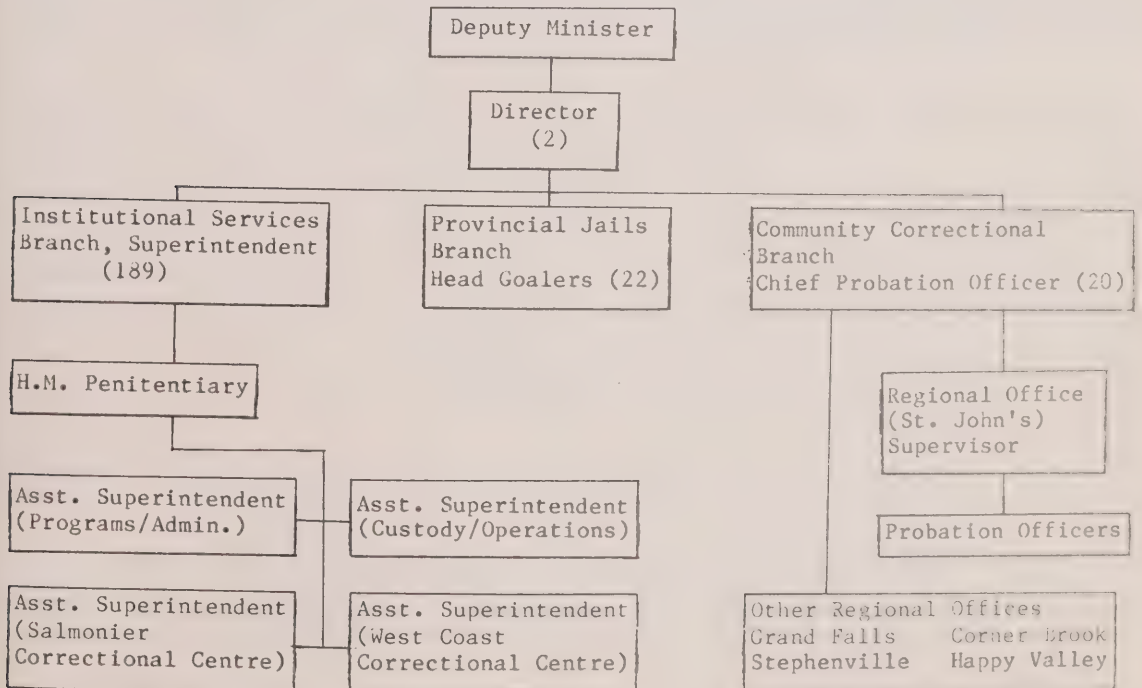 Deputy Minister
Director
(2)
Institutional Services
Branch, Superintendent
(189)
Provincial Jails
Branch
Head Goalers (22)
Community Correctional
Branch
Chief Probation Officer (20)
H.M. Penitentiary
Regional Office
(St. John's)
Supervisor
Asst. Superintendent
(Programs/Admin.)
Asst. Superintendent
(Custody/Operations)
Probation Officers
Asst. Superintendent
(Salmonier
Correctional Centre)
Asst. Superintendent
(West Coast
Correctional Centre)
Other Regional Offices
Grand Falls Corner Brook
Stephenville Happy Valley